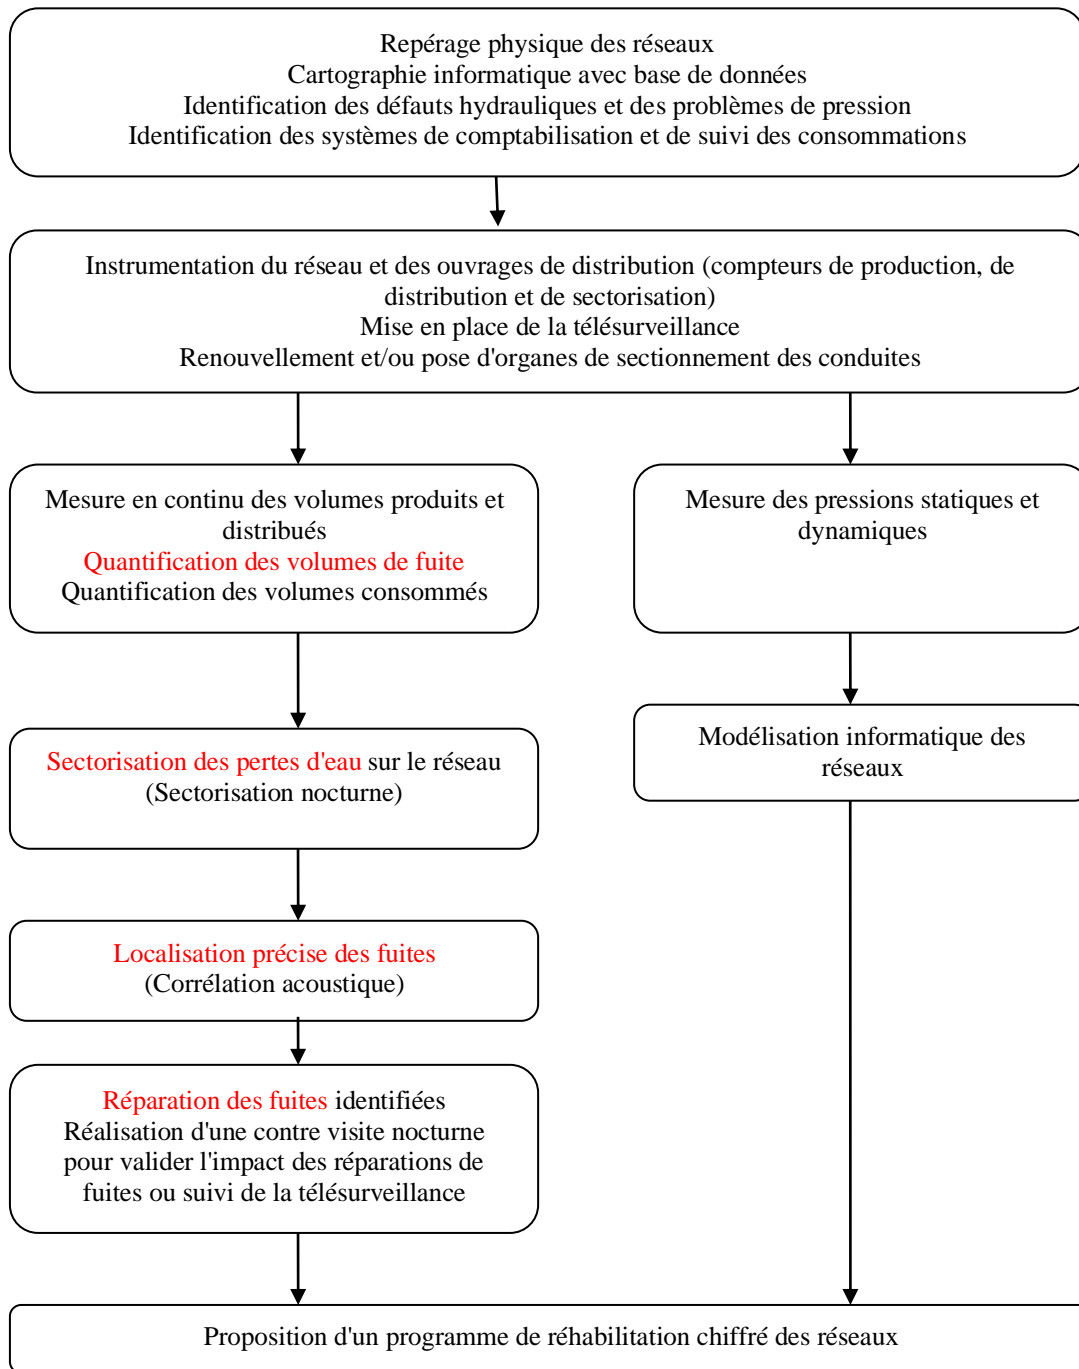 Repérage physique des réseaux
Cartographie informatique avec base de données
Identification des défauts hydrauliques et des problèmes de pression
Identification des systèmes de comptabilisation et de suivi des consommations
Instrumentation du réseau et des ouvrages de distribution (compteurs de production, de
distribution et de sectorisation)
Mise en place de la télésurveillance
Renouvellement et/ou pose d'organes de sectionnement des conduites
Mesure en continu des volumes produits et
distribués
Quantification des volumes de fuite
Quantification des volumes consommés
Mesure des pressions statiques et
dynamiques
Sectorisation des pertes d'eau sur le réseau
(Sectorisation nocturne)
Modélisation informatique des
réseaux
Localisation précise des fuites
(Corrélation acoustique)
Réparation des fuites identifiées
Réalisation d'une contre visite nocturne
pour valider l'impact des réparations de
fuites ou suivi de la télésurveillance
Proposition d'un programme de réhabilitation chiffré des réseaux